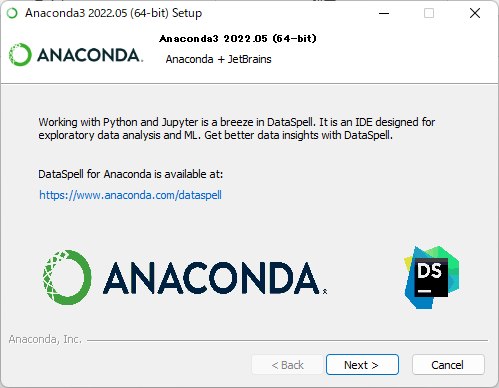 Anaconda3 2022.05 (64-bit) Setup
ANACONDA.
Anaconda3 2022.05 (64-bit)
Anaconda + JetBrains
Working with Python and Jupyter is a breeze in DataSpell. It is an IDE designed for
exploratory data analysis and ML. Get better data insights with DataSpell.
DataSpell for Anaconda is available at:
https://www.anaconda.com/dataspell
ANACONDA.
DS
Anaconda, Inc.
< Back
Next >
Cancel